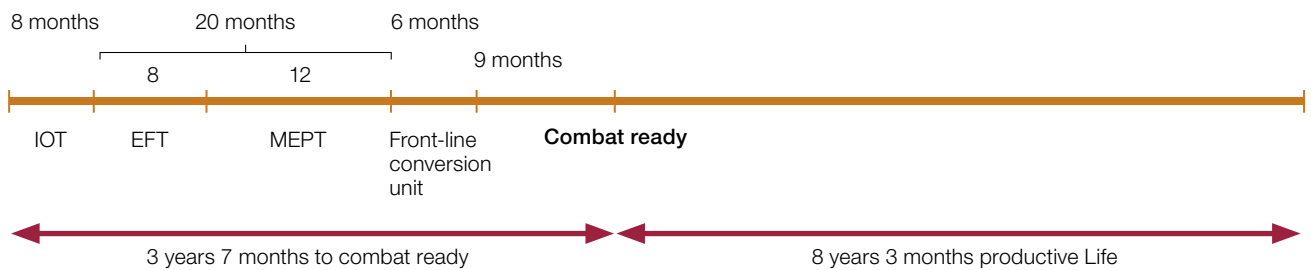 8 months
20 months
6 months
9 months
8
12
IOT
EFT
MEPT
Front-line
conversion
unit
Combat ready
3 years 7 months to combat ready
8 years 3 months productive Life